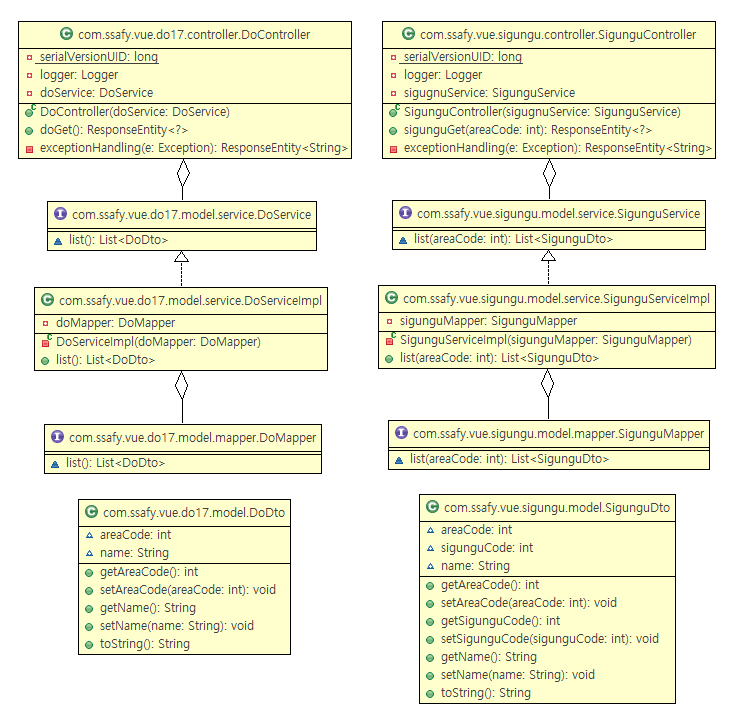 com.ssafy.vue.do17.controller.DoController
serialVersionUID: long
logger: Logger
doService: DoService
DoController(doService: DoService)
doGet(): ResponseEntity<?>
exceptionHandling(e: Exception): ResponseEntity<String>
com.ssafy.vue.do17.model.service.DoService
list(): List<DoDto>
com.ssafy.vue.do17.model.service.DoServiceImpl
doMapper: DoMapper
DoServiceImpl(doMapper: DoMapper)
list(): List<DoDto>
com.ssafy.vue.do17.model.mapper.DoMapper
list(): List<DoDto>
com.ssafy.vue.do17.model.DoDto
areaCode: int
name: String
getAreaCode(): int
setAreaCode(areaCode: int): void
getName(): String
setName(name: String): void
toString(): String
com.ssafy.vue.sigungu.controller.SigunguController
serialVersionUID: long
logger: Logger
sigugnuService: SigunguService
SigunguController(sigugnuService: SigunguService)
sigunguGet(areaCode: int): ResponseEntity<?>
exceptionHandling(e: Exception): ResponseEntity<String>
com.ssafy.vue.sigungu.model.service.SigunguService
list(areaCode: int): List<SigunguDto>
com.ssafy.vue.sigungu.model.service.SigunguServiceImpl
sigunguMapper: SigunguMapper
SigunguServiceImpl(sigunguMapper: SigunguMapper)
list(areaCode: int): List<SigunguDto>
com.ssafy.vue.sigungu.model.mapper.SigunguMapper
list(areaCode: int): List<SigunguDto>
com.ssafy.vue.sigungu.model.SigunguDto
areaCode: int
sigunguCode: int
name: String
getAreaCode(): int
setAreaCode(areaCode: int): void
getSigunguCode(): int
setSigunguCode(sigunguCode: int): void
getName(): String
setName(name: String): void
toString(): String